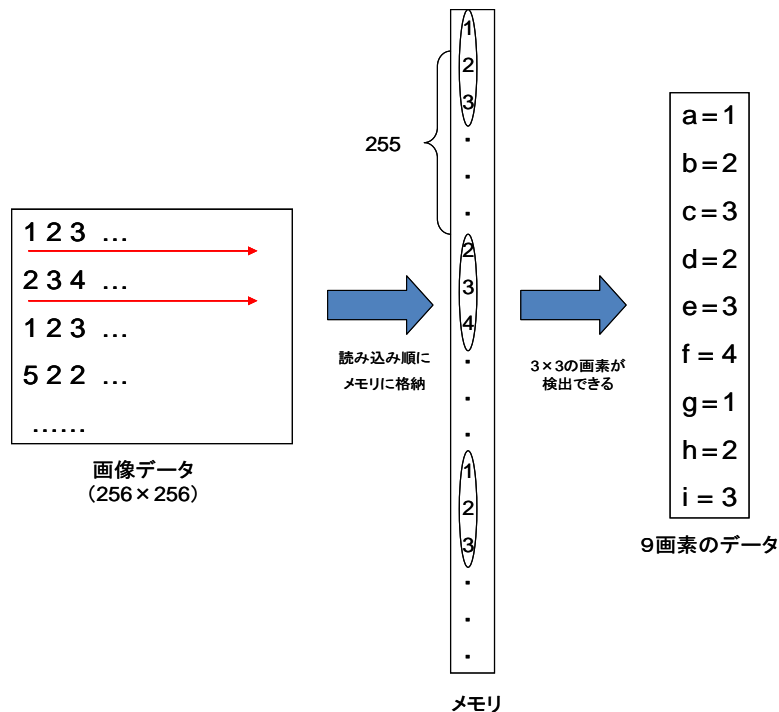 1 2 3 …
2 3 4 …
1 2 3 …
5 2 2 …
……
画像データ
（256×256）
読み込み順に
メモリに格納
255
1
2
3
・
・
・
2
3
4
・
・
・
1
2
3
・
・
・
メモリ
3×3の画素が
検出できる
a=1
b=2
c=3
d=2
e=3
f=4
g=1
h=2
i=3
９画素のデータ